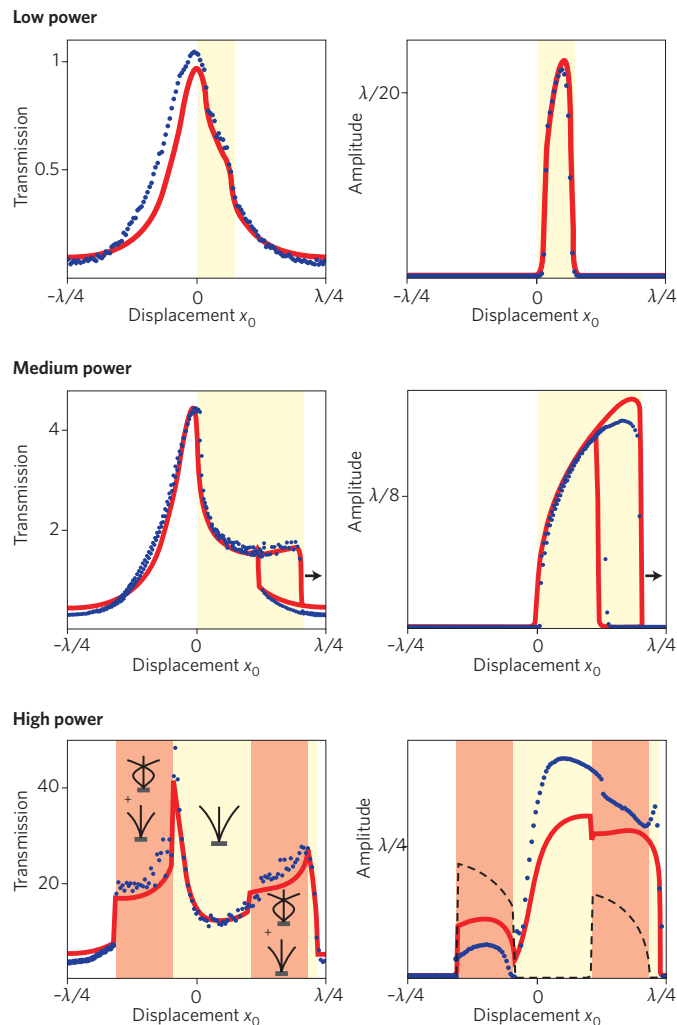 Low power
1
0.5
Transmission
−λ/4
0
λ/4
Displacement x₀
λ/20
Amplitude
−λ/4
0
λ/4
Displacement x₀
Medium power
4
2
Transmission
−λ/4
0
λ/4
Displacement x₀
λ/8
Amplitude
−λ/4
0
λ/4
Displacement x₀
High power
40
20
Transmission
+
+
−λ/4
0
λ/4
Displacement x₀
λ/4
Amplitude
−λ/4
0
λ/4
Displacement x₀